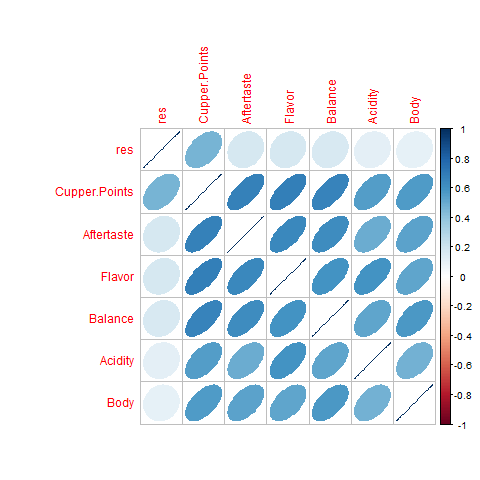 res
Cupper.Points
Aftertaste
Flavor
Balance
Acidity
Body
res
Cupper.Points
Aftertaste
Flavor
Balance
Acidity
Body
1
0.8
0.6
0.4
0.2
0
-0.2
-0.4
-0.6
-0.8
-1